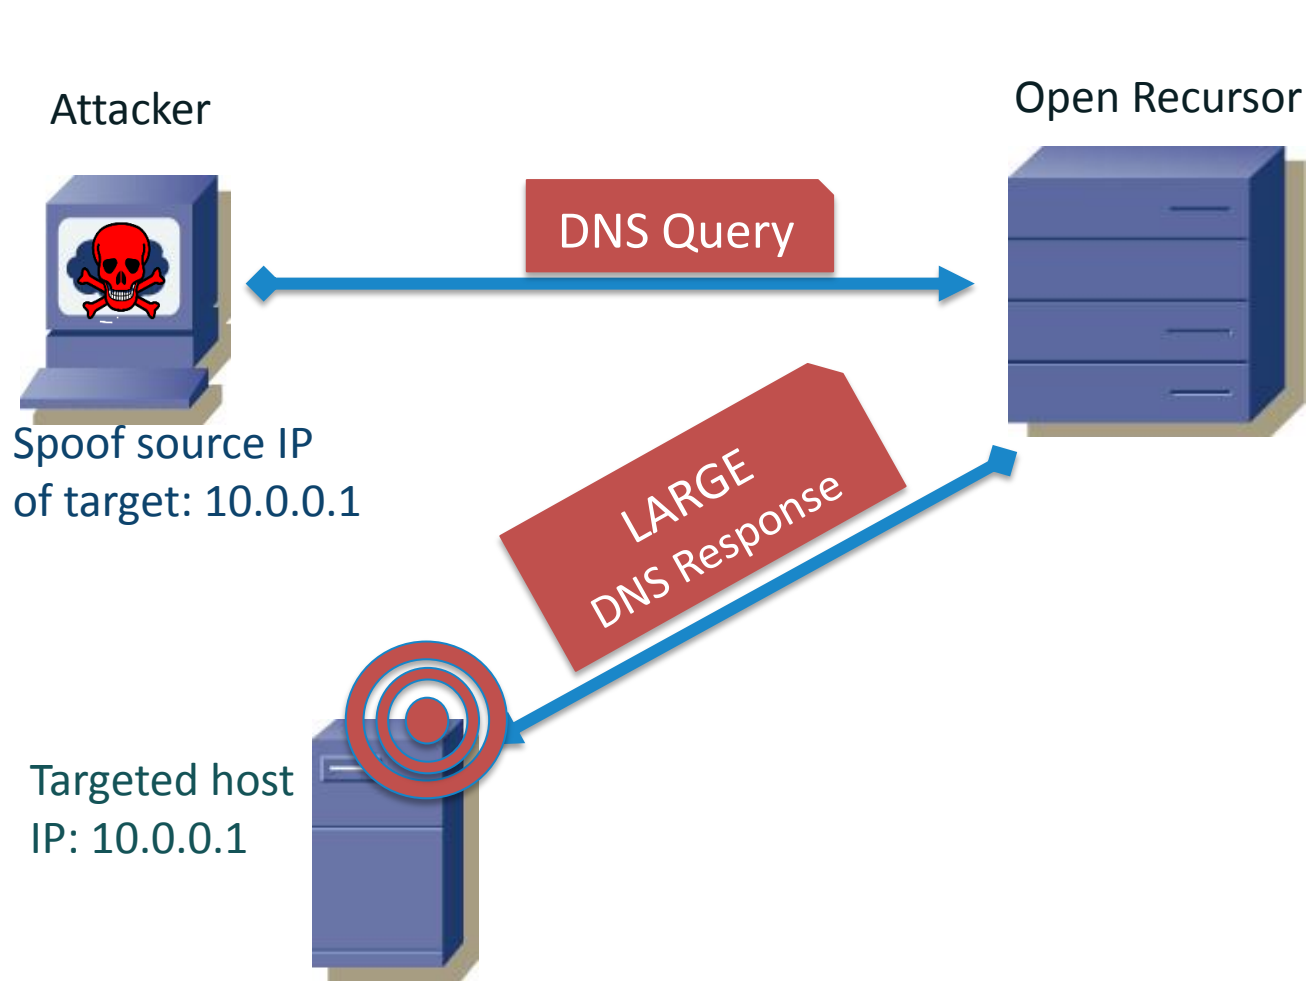 Attacker
Open Recursor
DNS Query
Spoof source IP
of target: 10.0.0.1
LARGE
DNS Response
Targeted host
IP: 10.0.0.1